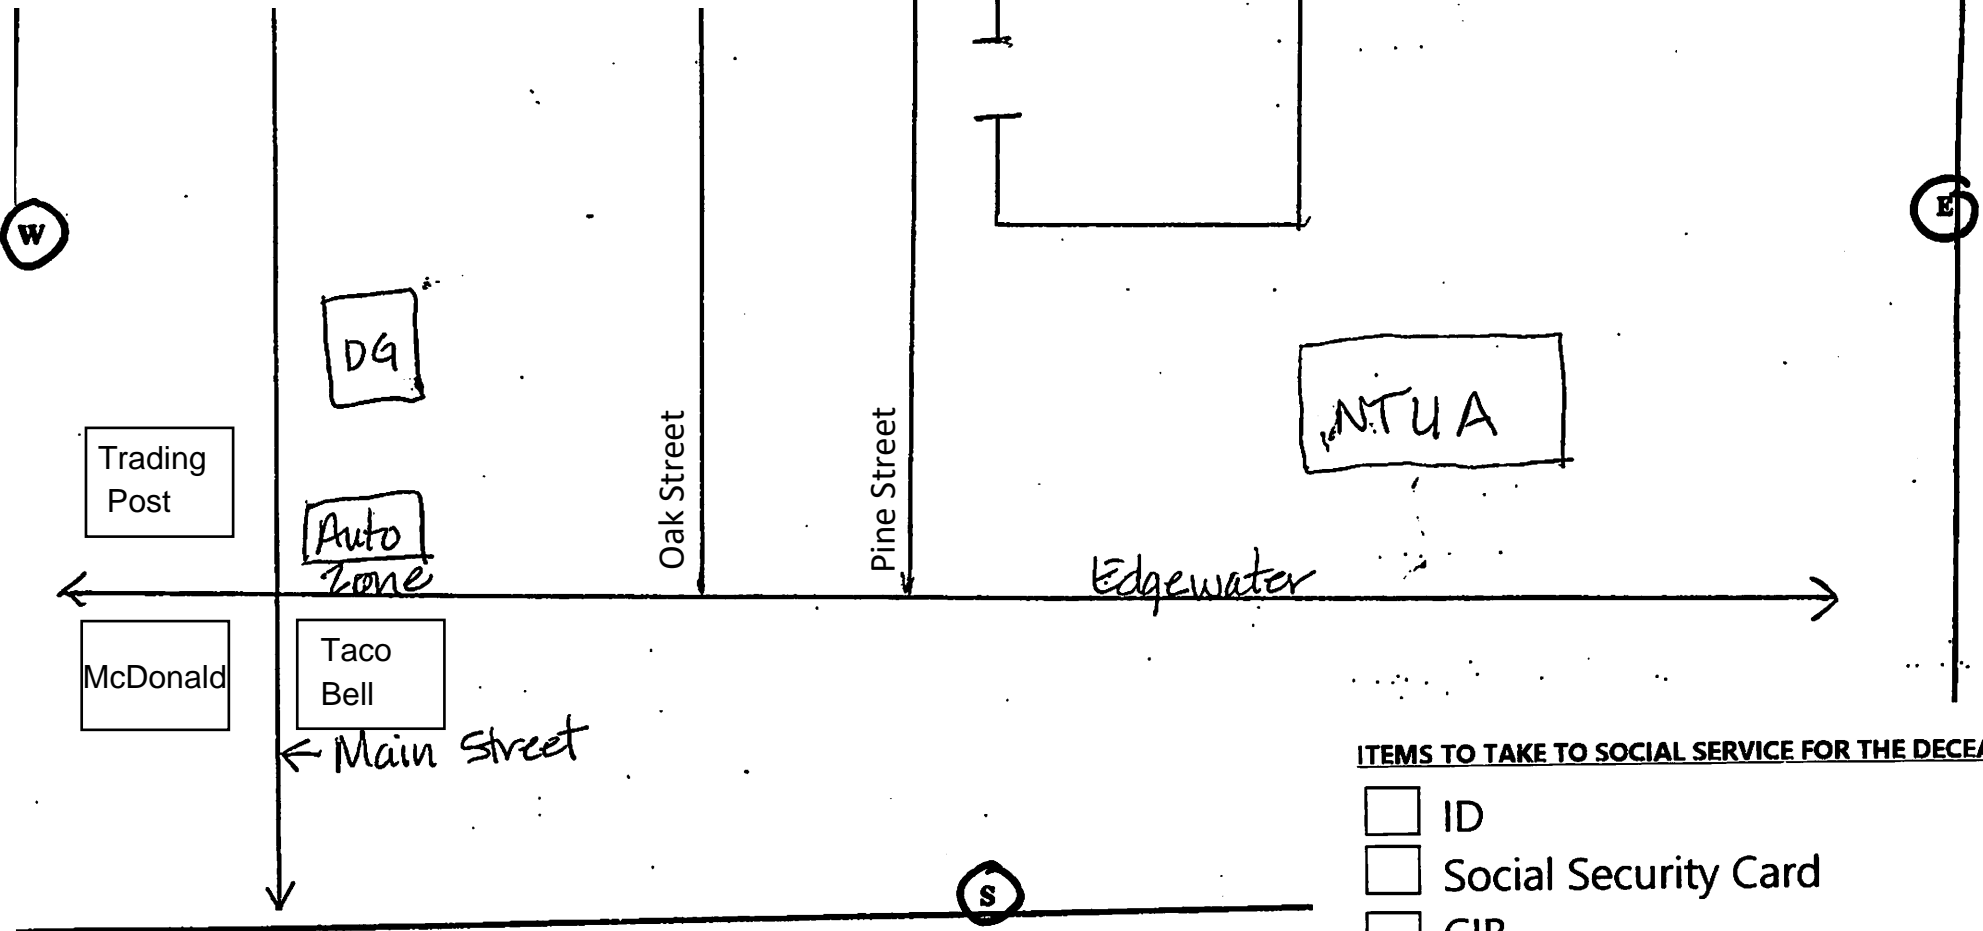 W
E
DG
Trading
Post
Auto
Zone
Oak Street
Pine Street
NTUA
Edgewater
McDonald
Taco
Bell
← Main Street
S
ITEMS TO TAKE TO SOCIAL SERVICE FOR THE
ID
Social Security Card